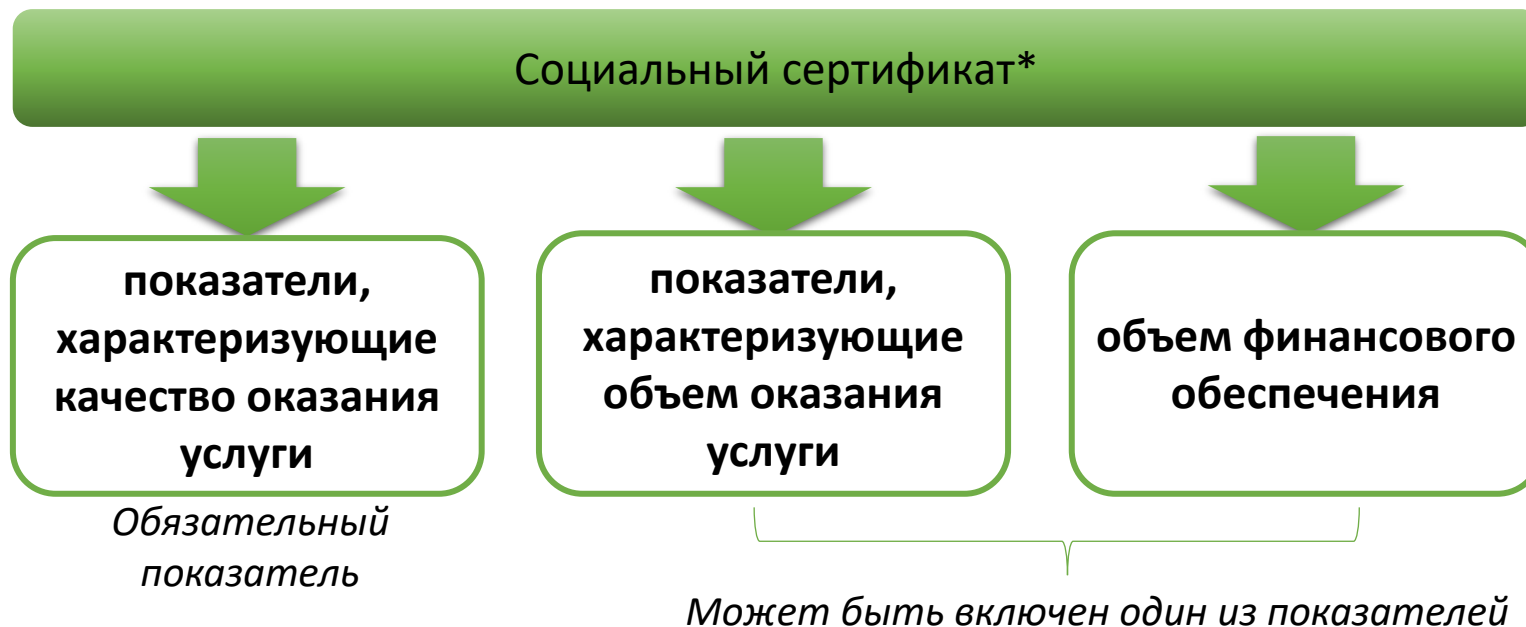 Социальный сертификат*
показатели,
характеризующие
качество оказания
услуги
показатели,
характеризующие
объем оказания
услуги
объем финансового
обеспечения
Обязательный
показатель
Может быть включен один из показателей